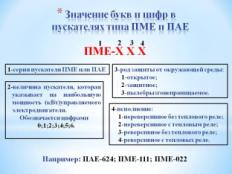 * Значение букв и цифр в
пускателях типа ПМЕ и ПАЕ
1 2 3 4
ПМЕ-Х Х Х
1-серия пускателя ПМЕ или ПАЕ
2-величина пускателя, которая
указывает на наибольшую
мощность (кВт)управляемого
электродвигателя.
Обозначается цифрами
0;1;2;3;4;5;6.
3-род защиты от окружающей среды:
1-открытое;
2-защитное;
3-пылебрызгонепроницаемое.
4-исполнение:
1-нереверсивное без теплового реле;
2-нереверсивное с тепловым реле;
3-реверсивное без теплового реле;
4-реверсивное с тепловых реле.
Например: ПАЕ-624; ПМЕ-111; ПМЕ-022